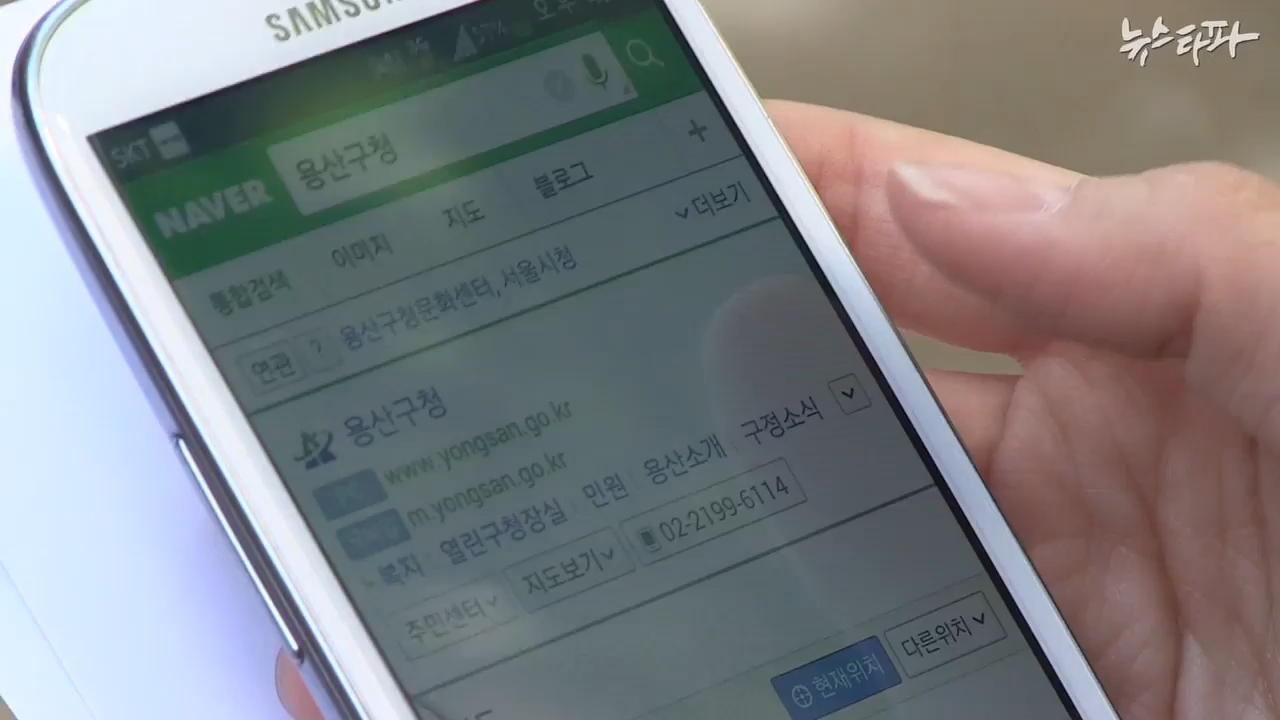 뉴스타파
SAMSUNG
SKT
NAVER 용산구청
통합검색 이미지 지도 블로그 +
연관 ? 용산구청문화센터, 서울시청 더보기
용산구청
www.yongsan.go.kr
m.yongsan.go.kr
복지 열린구청장실 민원 용산소개 구정소식
주민센터 지도보기 02-2199-6114
현재위치 다른위치